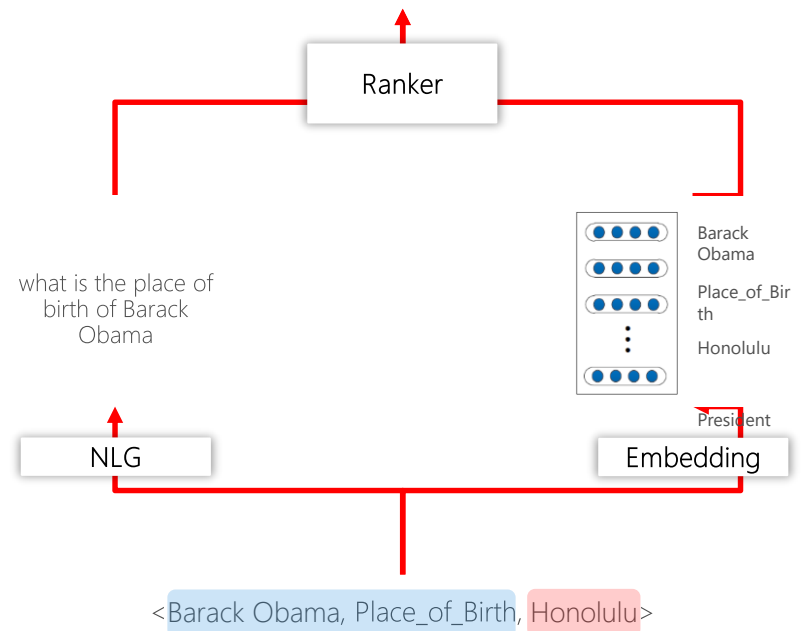 Ranker
what is the place of
birth of Barack
Obama
Barack
Obama
Place_of_Bir
th
Honolulu
President
NLG
Embedding
<Barack Obama, Place_of_Birth, Honolulu>